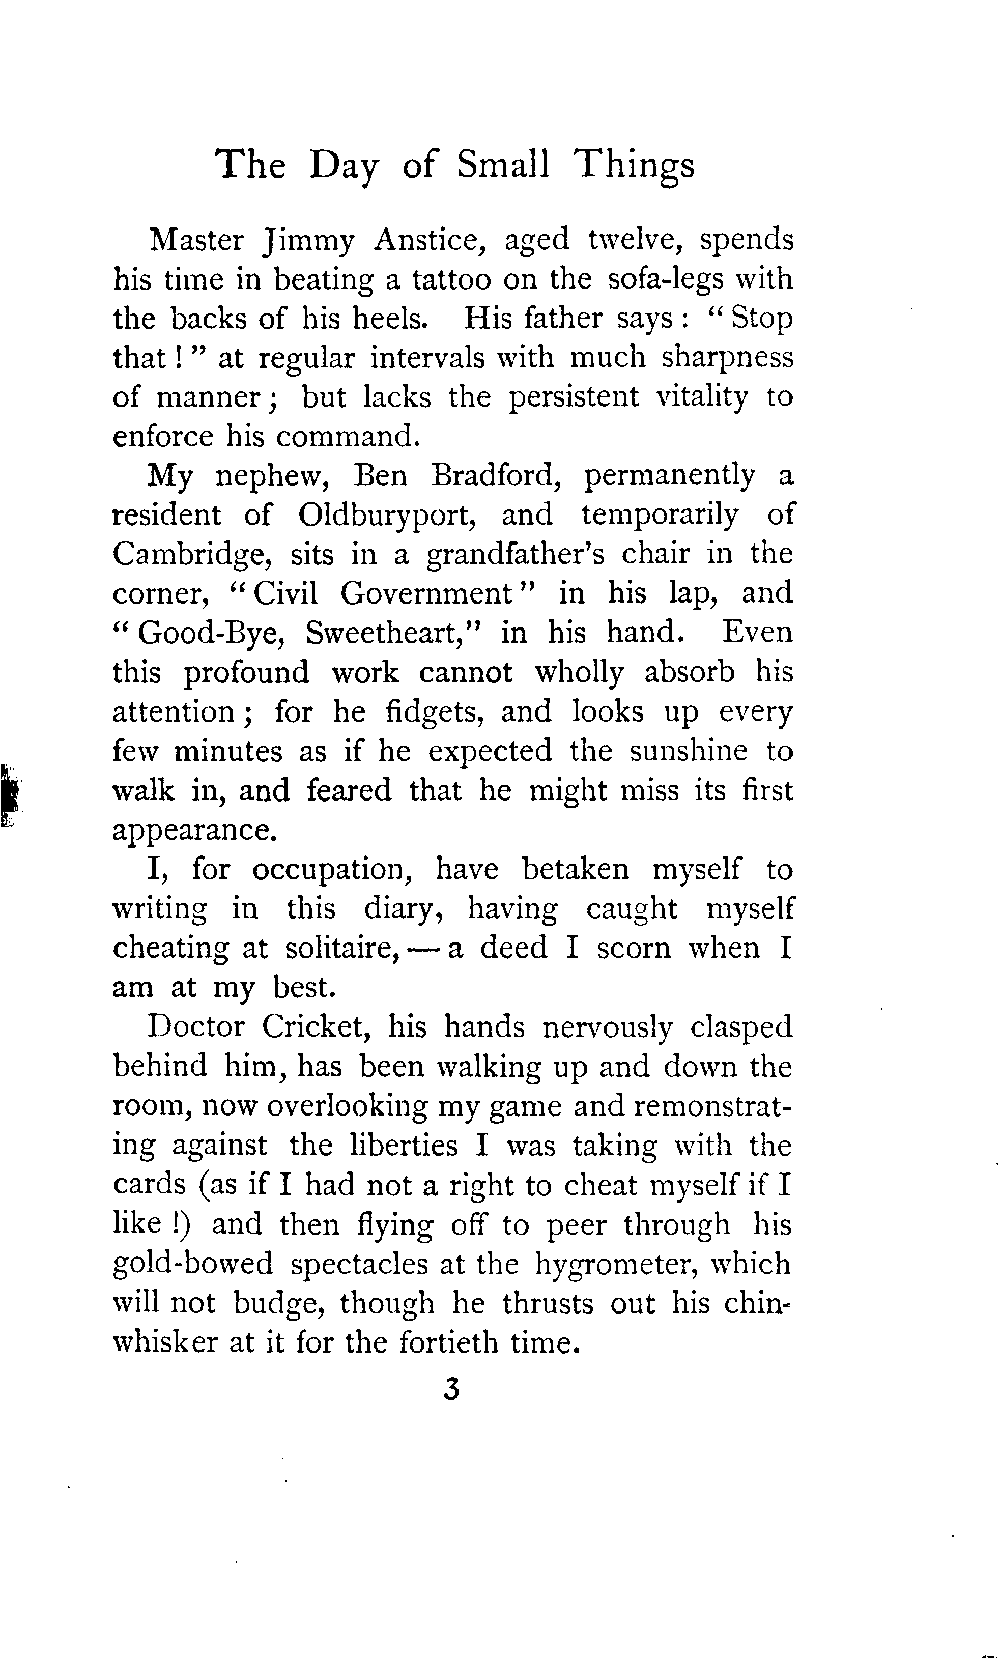 The Day of Small Things
Master Jimmy Anstice, aged twelve, spends
his time in beating a tattoo on the sofa-legs with
the backs of his heels. His father says : “ Stop
that ! ” at regular intervals with much sharpness
of manner ; but lacks the persistent vitality to
enforce his command.
My nephew, Ben Bradford, permanently a
resident of Oldburyport, and temporarily of
Cambridge, sits in a grandfather’s chair in the
corner, “ Civil Government ” in his lap, and
“ Good-Bye, Sweetheart,” in his hand. Even
this profound work cannot wholly absorb his
attention ; for he fidgets, and looks up every
few minutes as if he expected the sunshine to
walk in, and feared that he might miss its first
appearance.
I, for occupation, have betaken myself to
writing in this diary, having caught myself
cheating at solitaire, — a deed I scorn when I
am at my best.
Doctor Cricket, his hands nervously clasped
behind him, has been walking up and down the
room, now overlooking my game and remonstrat-
ing against the liberties I was taking with the
cards (as if I had not a right to cheat myself if I
like !) and then flying off to peer through his
gold-bowed spectacles at the hygrometer, which
will not budge, though he thrusts out his chin-
whisker at it for the fortieth time.
3